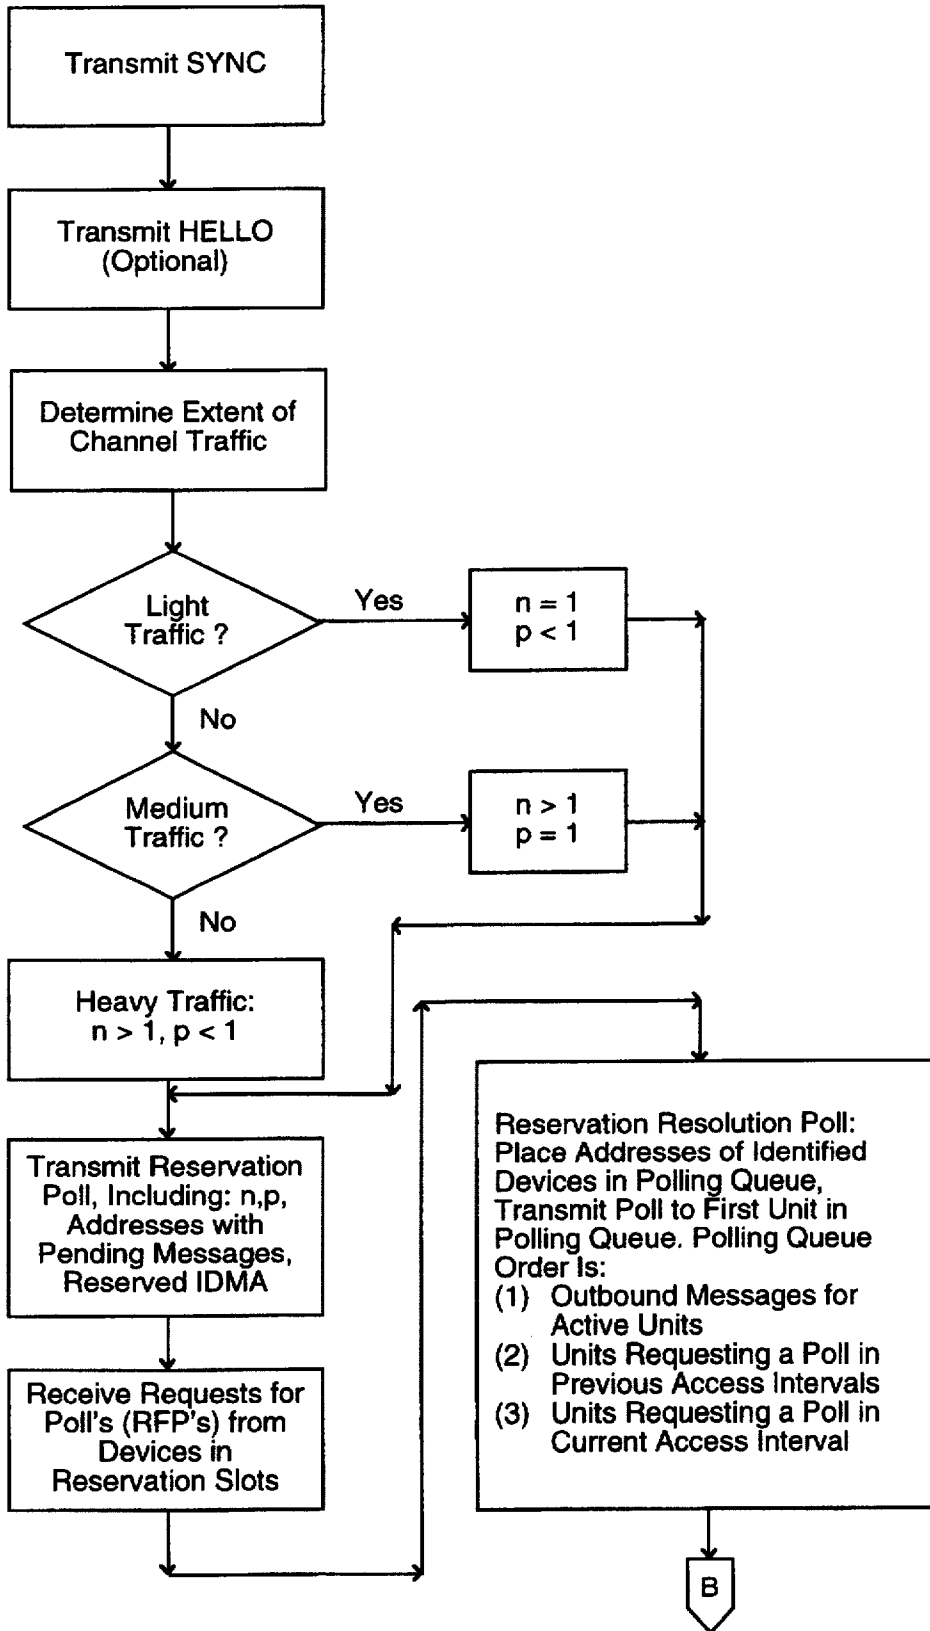 Transmit SYNC
Transmit HELLO
(Optional)
Determine Extent of
Channel Traffic
Light
Traffic ?
Yes
n = 1
p < 1
No
Medium
Traffic ?
Yes
n > 1
p = 1
No
Heavy Traffic:
n > 1, p < 1
Transmit Reservation
Poll, Including: n,p,
Addresses with
Pending Messages,
Reserved IDMA
Receive Requests for
Poll's (RFP's) from
Devices in
Reservation Slots
Reservation Resolution Poll:
Place Addresses of Identified
Devices in Polling Queue,
Transmit Poll to First Unit in
Polling Queue. Polling Queue
Order Is:
(1) Outbound Messages for
Active Units
(2) Units Requesting a Poll in
Previous Access Intervals
(3) Units Requesting a Poll in
Current Access Interval
B